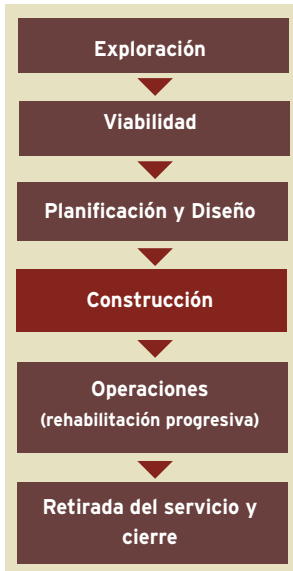 Exploración
Viabilidad
Planificación y Diseño
Construcción
Operaciones
(rehabilitación progresiva)
Retirada del servicio y
cierre